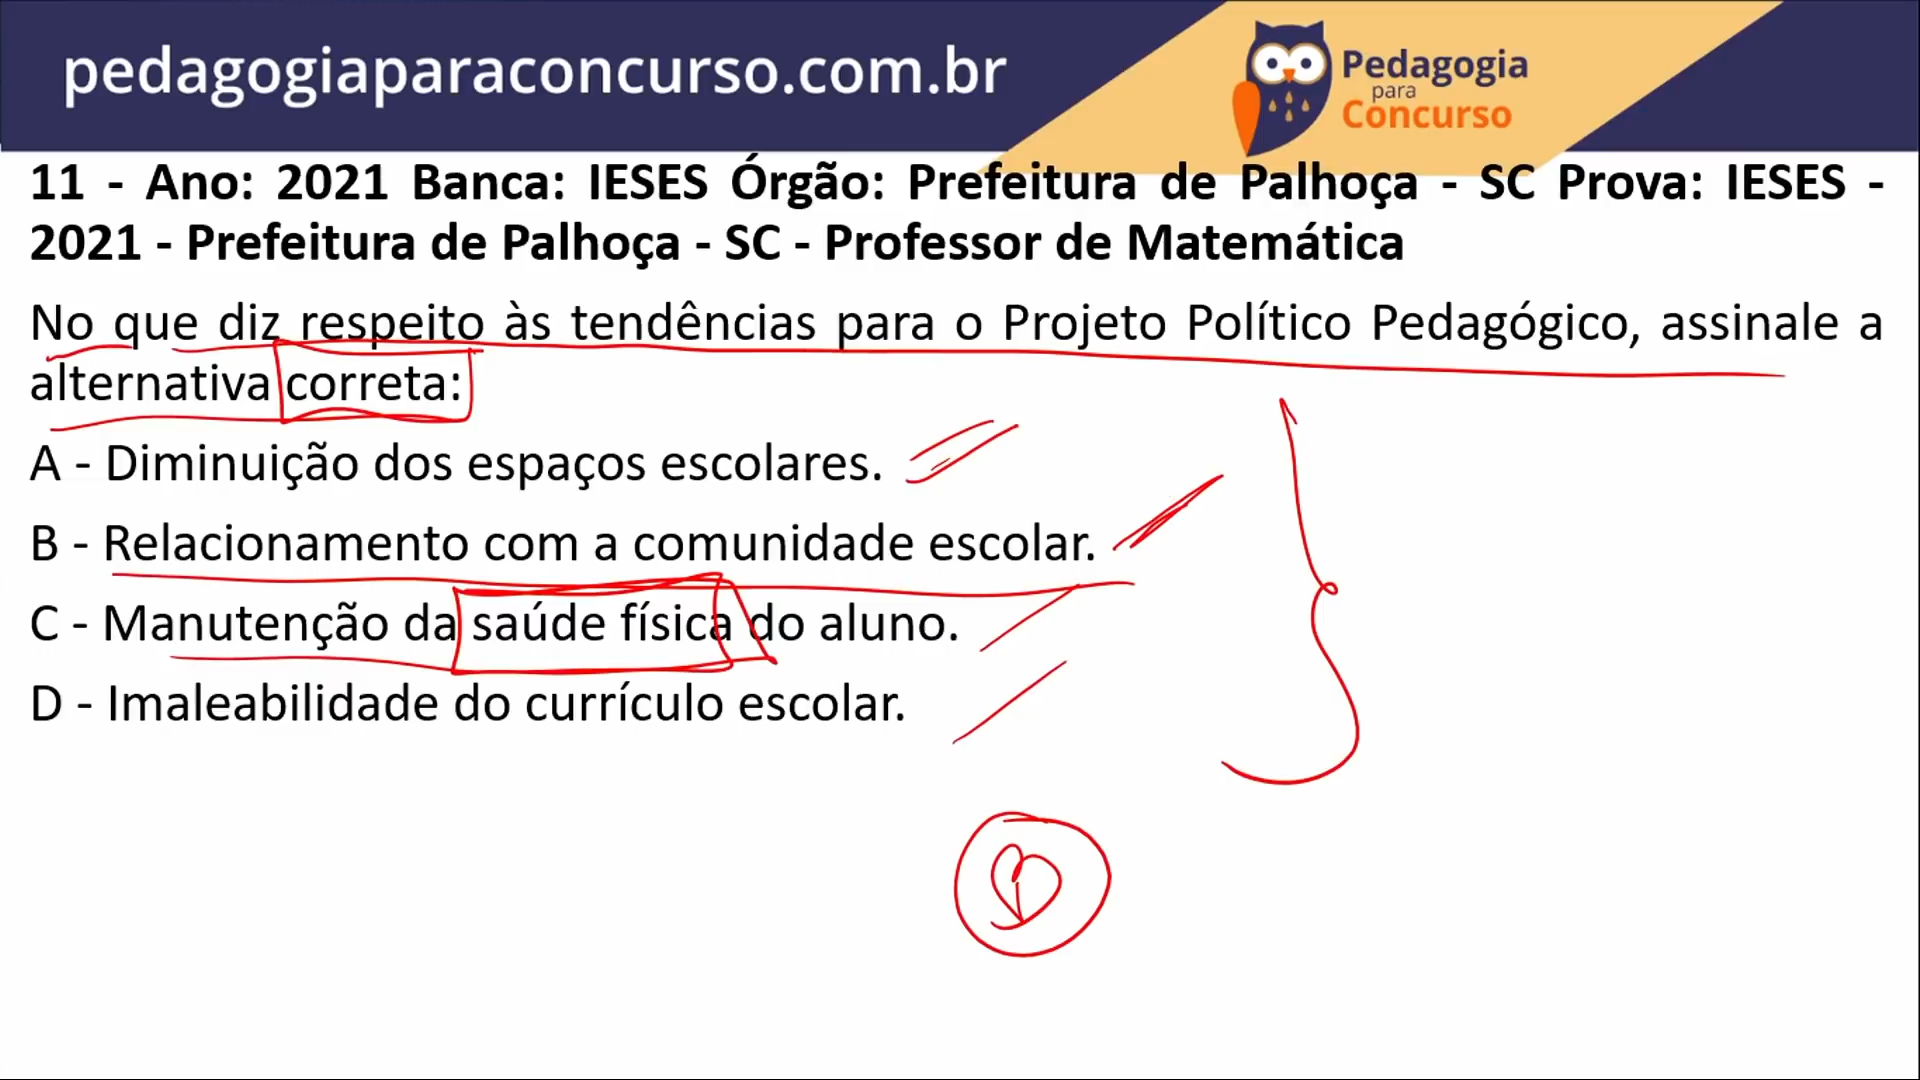 pedagogiaparaconcurso.com.br
Pedagogia
para
Concurso
11 - Ano: 2021 Banca: IESES Órgão: Prefeitura de Palhoça - SC Prova: IESES -
2021 - Prefeitura de Palhoça - SC - Professor de Matemática
No que diz respeito às tendências para o Projeto Político Pedagógico, assinale a
alternativa correta:
A - Diminuição dos espaços escolares.
B - Relacionamento com a comunidade escolar.
C - Manutenção da saúde física do aluno.
D - Imaleabilidade do currículo escolar.
B